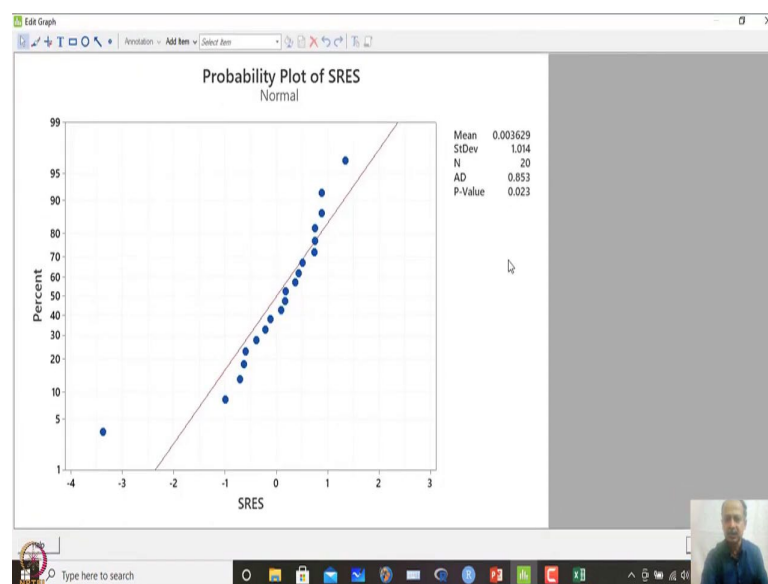 Edit Graph
T Annotation Add Item Select Item
Probability Plot of SRES
Normal
99
95
90
80
70
60
50
40
30
20
10
5
1
Percent
-4 -3 -2 -1 0 1 2 3
SRES
Mean 0.003629
StDev 1.014
N 20
AD 0.853
P-Value 0.023
Type here to search